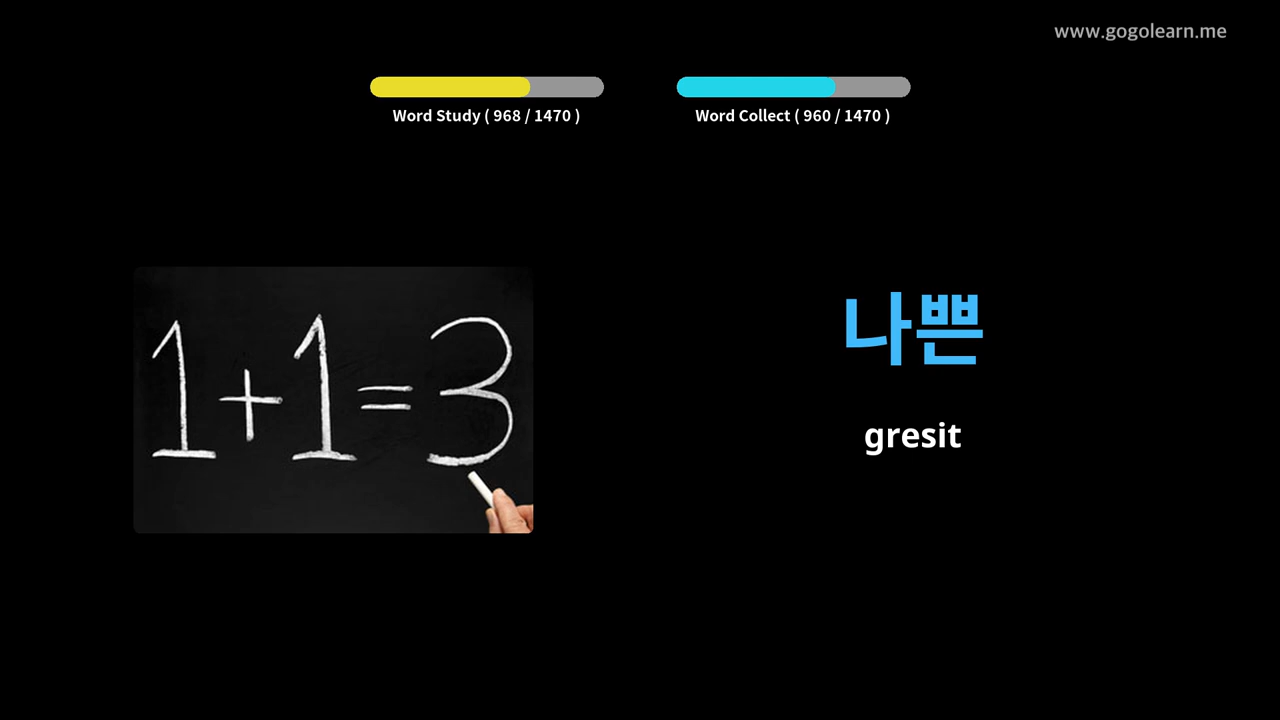 www.gogolearn.me
Word Study ( 968 / 1470 )
Word Collect ( 960 / 1470 )
1+1=3
나쁜
gresit